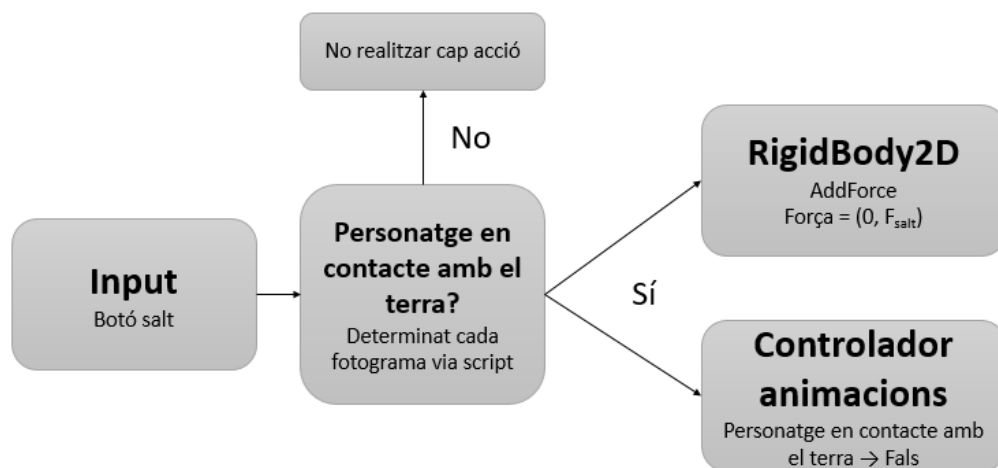 No realitzar cap acció
No
Input
Botó salt
Personatge en
contacte amb el
terra?
Determinat cada
fotograma via script
Sí
RigidBody2D
AddForce
Força = (0, Fsalt)
Controlador
animacions
Personatge en contacte amb
el terra → Fals